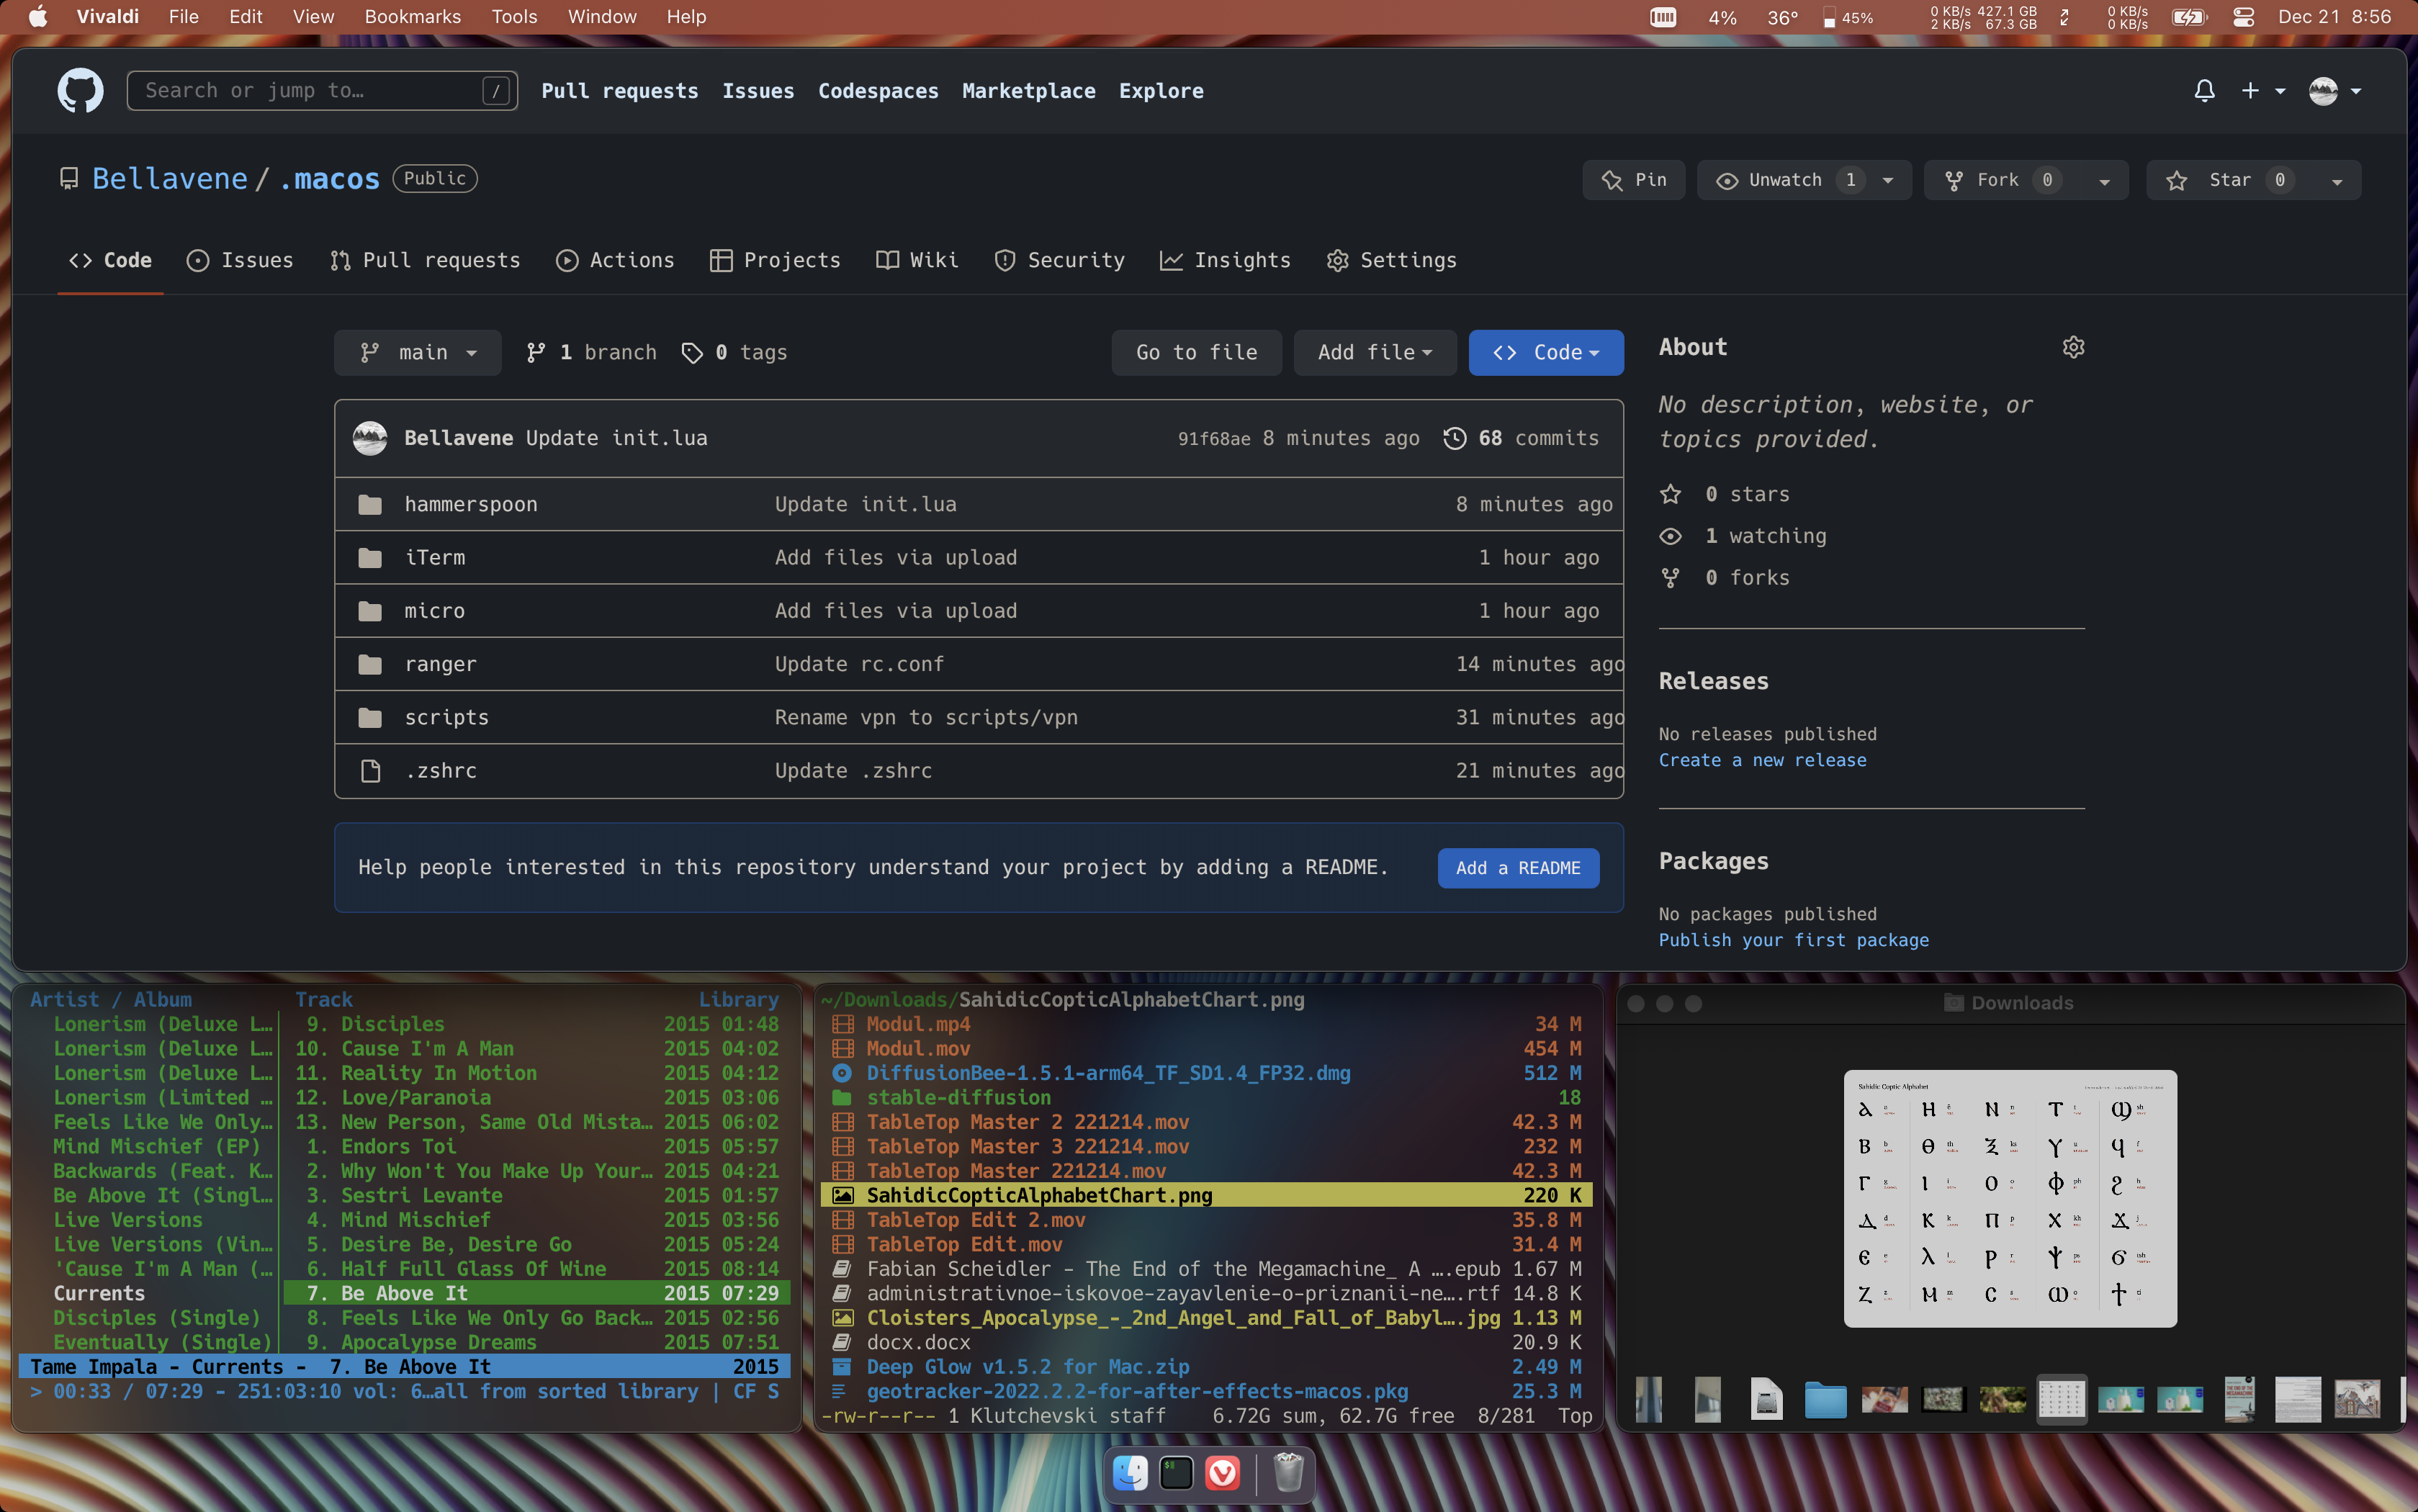 Vivaldi File Edit View Bookmarks Tools Window Help
4% 36° 45% 0 KB/s 427.1 GB 0 KB/s Dec 21 8:56
2 KB/s 67.3 GB 0 KB/s
Search or jump to… / Pull requests Issues Codespaces Marketplace Explore
Bellavene / .macos Public Pin Unwatch 1 Fork 0 Star 0
Code Issues Pull requests Actions Projects Wiki Security Insights Settings
main 1 branch 0 tags Go to file Add file Code
Bellavene Update init.lua 91f68ae 8 minutes ago 68 commits
hammerspoon Update init.lua 8 minutes ago
iTerm Add files via upload 1 hour ago
micro Add files via upload 1 hour ago
ranger Update rc.conf 14 minutes ago
scripts Rename vpn to scripts/vpn 31 minutes ago
.zshrc Update .zshrc 21 minutes ago
Help people interested in this repository understand your project by adding a README. Add a README
About
No description, website, or
topics provided.
0 stars
1 watching
0 forks
Releases
No releases published
Create a new release
Packages
No packages published
Publish your first package
Artist / Album Track Library
Lonerism (Deluxe L… 9. Disciples 2015 01:48
Lonerism (Deluxe L… 10. Cause I'm A Man 2015 04:02
Lonerism (Deluxe L… 11. Reality In Motion 2015 04:12
Lonerism (Limited … 12. Love/Paranoia 2015 03:06
Feels Like We Only… 13. New Person, Same Old Mista… 2015 06:02
Mind Mischief (EP) 1. Endors Toi 2015 05:57
Backwards (Feat. K… 2. Why Won't You Make Up Your… 2015 04:21
Be Above It (Singl… 3. Sestri Levante 2015 01:57
Live Versions 4. Mind Mischief 2015 03:56
Live Versions (Vin… 5. Desire Be, Desire Go 2015 05:24
'Cause I'm A Man (… 6. Half Full Glass Of Wine 2015 08:14
Currents 7. Be Above It 2015 07:29
Disciples (Single) 8. Feels Like We Only Go Back… 2015 02:56
Eventually (Single) 9. Apocalypse Dreams 2015 07:51
Tame Impala - Currents - 7. Be Above It 2015
> 00:33 / 07:29 - 251:03:10 vol: 6…all from sorted library | CF S
~/Downloads/SahidicCopticAlphabetChart.png
Modul.mp4 34 M
Modul.mov 454 M
DiffusionBee-1.5.1-arm64_TF_SD1.4_FP32.dmg 512 M
stable-diffusion 18
TableTop Master 2 221214.mov 42.3 M
TableTop Master 3 221214.mov 232 M
TableTop Master 221214.mov 42.3 M
SahidicCopticAlphabetChart.png 220 K
TableTop Edit 2.mov 35.8 M
TableTop Edit.mov 31.4 M
Fabian Scheidler - The End of the Megamachine_ A ….epub 1.67 M
administrativnoe-iskovoe-zayavlenie-o-priznanii-ne….rtf 14.8 K
Cloisters_Apocalypse_-_2nd_Angel_and_Fall_of_Babyl….jpg 1.13 M
docx.docx 20.9 K
Deep Glow v1.5.2 for Mac.zip 2.49 M
geotracker-2022.2.2-for-after-effects-macos.pkg 25.3 M
-rw-r--r-- 1 Klutchevski staff 6.72G sum, 62.7G free 8/281 Top
Downloads
Sahidic Coptic Alphabet
ⲁ ⲏ ⲛ ⲧ ϣ sh
ⲃ b ⲑ th ⲝ ks ⲩ u ϥ f
ⲅ g ⲓ i ⲟ o ⲫ ph ϩ h
ⲇ d ⲕ k ⲡ p ⲭ kh ϫ j
ⲉ e ⲗ l ⲣ r ⲯ ps ϭ
ⲍ z ⲙ m ⲥ s ⲱ ϯ ti